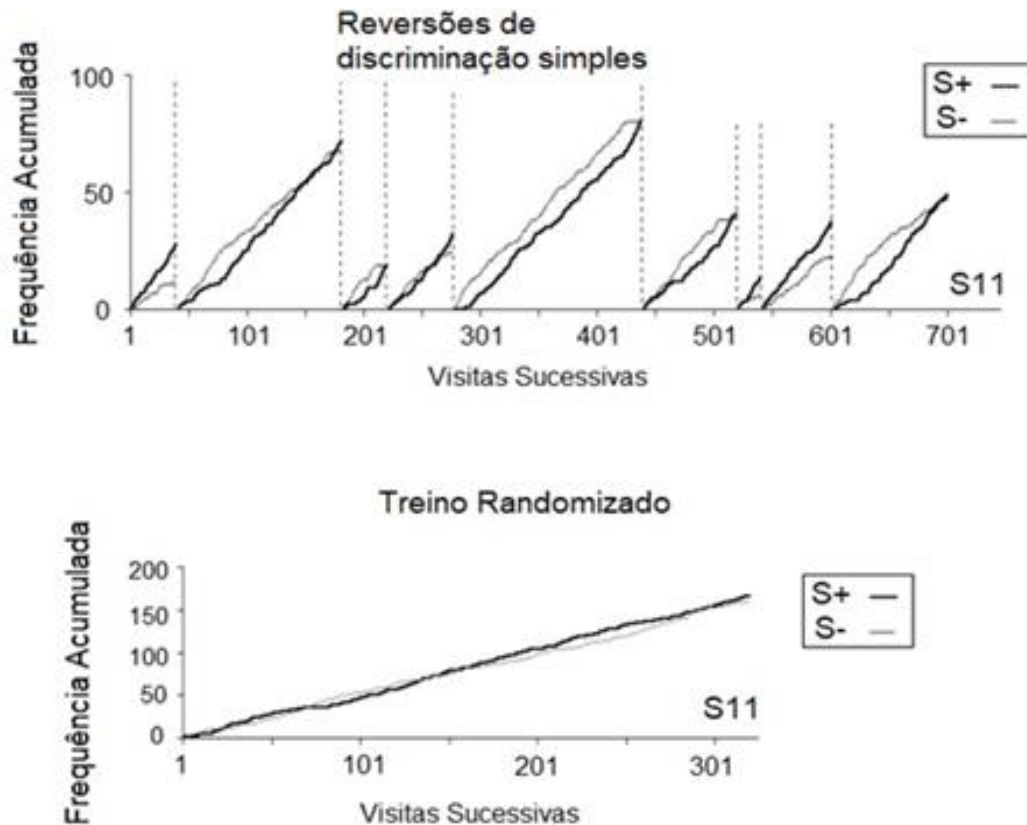 Reversões de
discriminação simples
S+
S-
Frequência Acumulada
100
50
0
S11
1 101 201 301 401 501 601 701
Visitas Sucessivas
Treino Randomizado
Frequência Acumulada
200
150
100
50
0
S+
S-
S11
1 101 201 301
Visitas Sucessivas